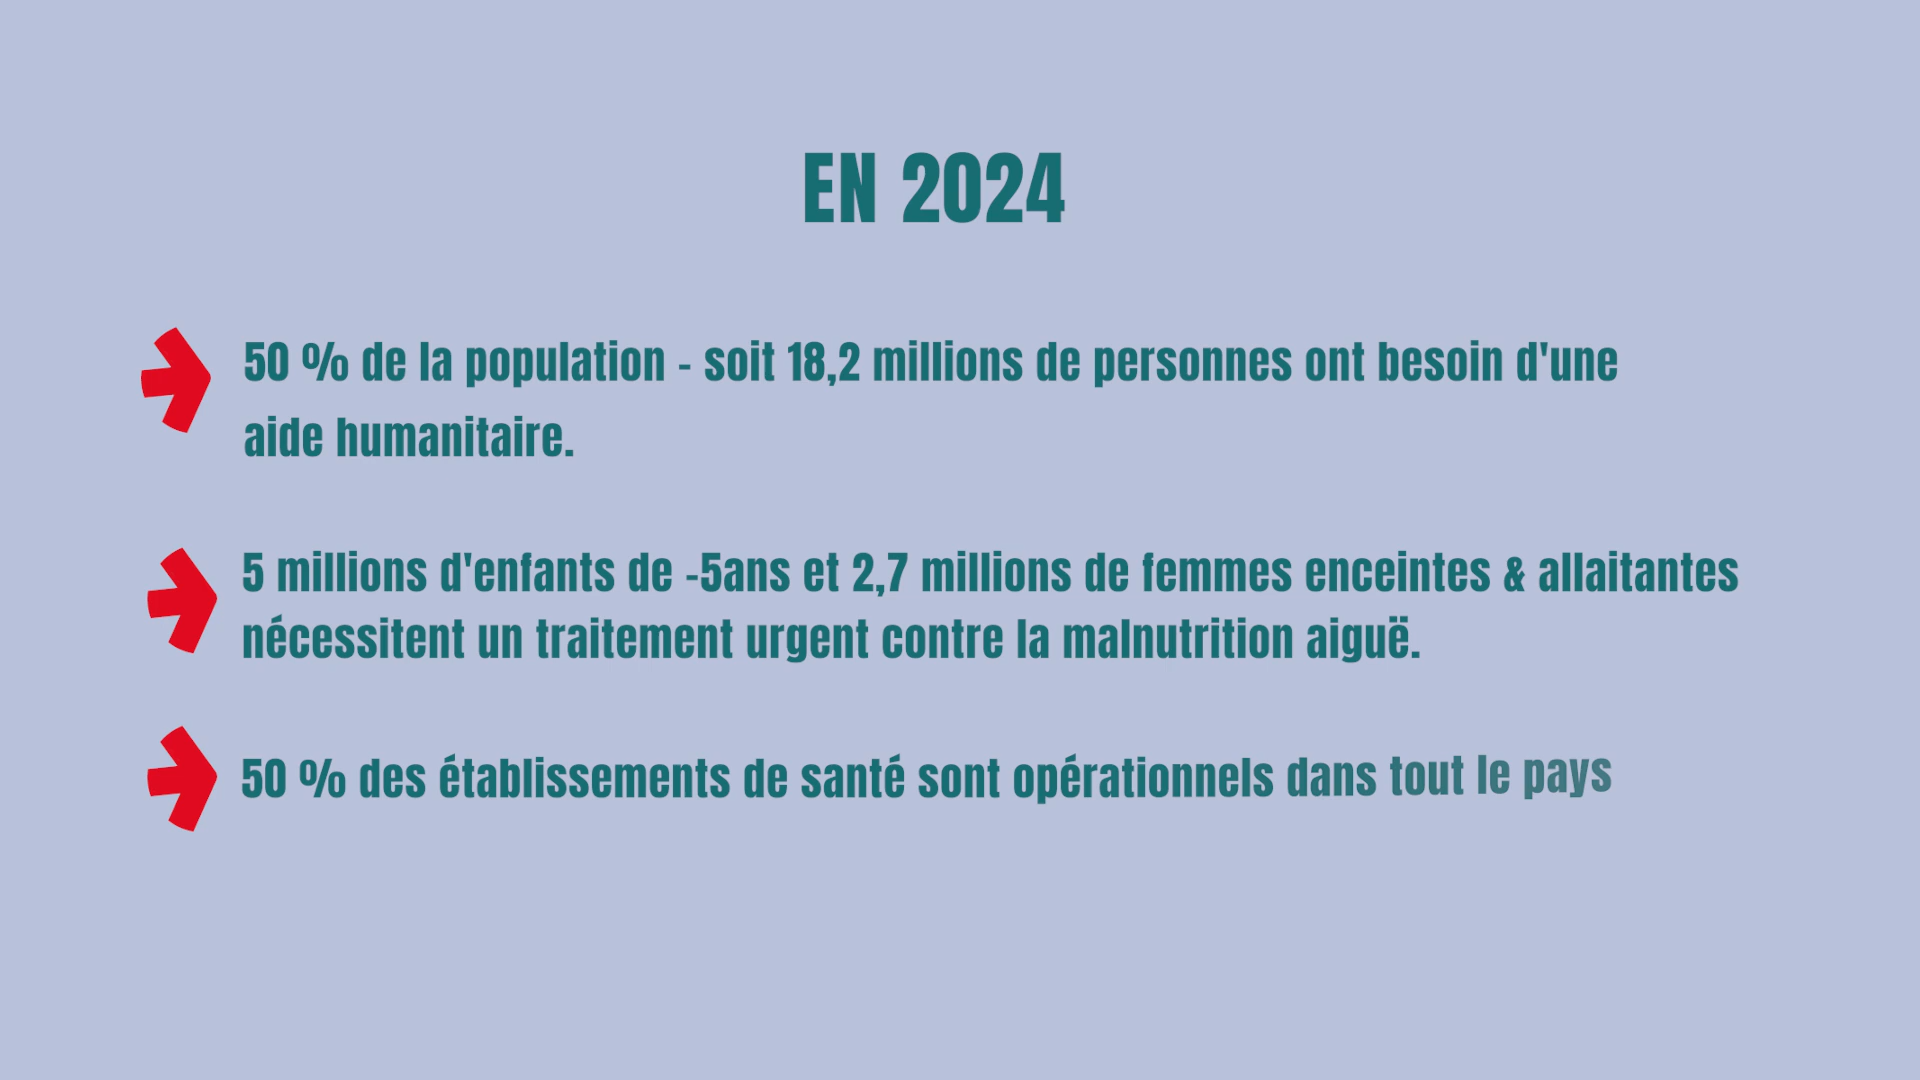 EN 2024
50 % de la population - soit 18,2 millions de personnes ont besoin d'une
aide humanitaire.
5 millions d'enfants de -5ans et 2,7 millions de femmes enceintes & allaitantes
nécessitent un traitement urgent contre la malnutrition aiguë.
50 % des établissements de santé sont opérationnels dans tout le pays